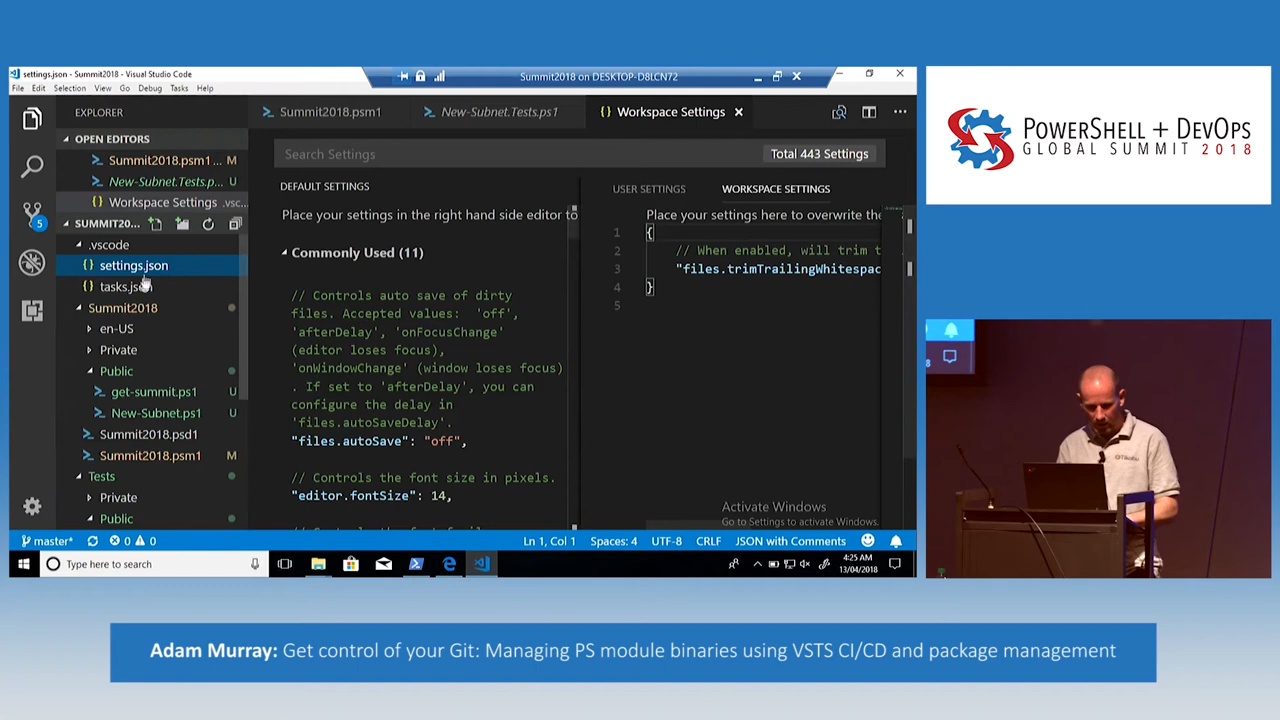 settings.json - Summit2018 - Visual Studio Code
Summit2018 on DESKTOP-D8LCN72
File Edit Selection View Go Debug Tasks Help
EXPLORER
OPEN EDITORS
Summit2018.psm1 ... M
New-Subnet.Tests.p... U
Workspace Settings .vsc...
SUMMIT20...
.vscode
{} settings.json
{} tasks.json
Summit2018
en-US
Private
Public
get-summit.ps1 U
New-Subnet.ps1 U
Summit2018.psd1
Summit2018.psm1 M
Tests
Private
Public
5
Summit2018.psm1
New-Subnet.Tests.ps1
{} Workspace Settings
Search Settings
Total 443 Settings
DEFAULT SETTINGS
Place your settings in the right hand side editor to
Commonly Used (11)
// Controls auto save of dirty
files. Accepted values: 'off',
'afterDelay', 'onFocusChange'
(editor loses focus),
'onWindowChange' (window loses focus)
. If set to 'afterDelay', you can
configure the delay in
'files.autoSaveDelay'.
"files.autoSave": "off",
// Controls the font size in pixels.
"editor.fontSize": 14,
USER SETTINGS
WORKSPACE SETTINGS
Place your settings here to overwrite the
1 {
2 // When enabled, will trim t
3 "files.trimTrailingWhitespac
4 }
5
Activate Windows
Go to Settings to activate Windows.
master*
0 0
Ln 1, Col 1
Spaces: 4
UTF-8
CRLF
JSON with Comments
Type here to search
4:25 AM
13/04/2018
POWERSHELL + DEVOPS
GLOBAL SUMMIT 2018
Adam Murray: Get control of your Git: Managing PS module binaries using VSTS CI/CD and package management